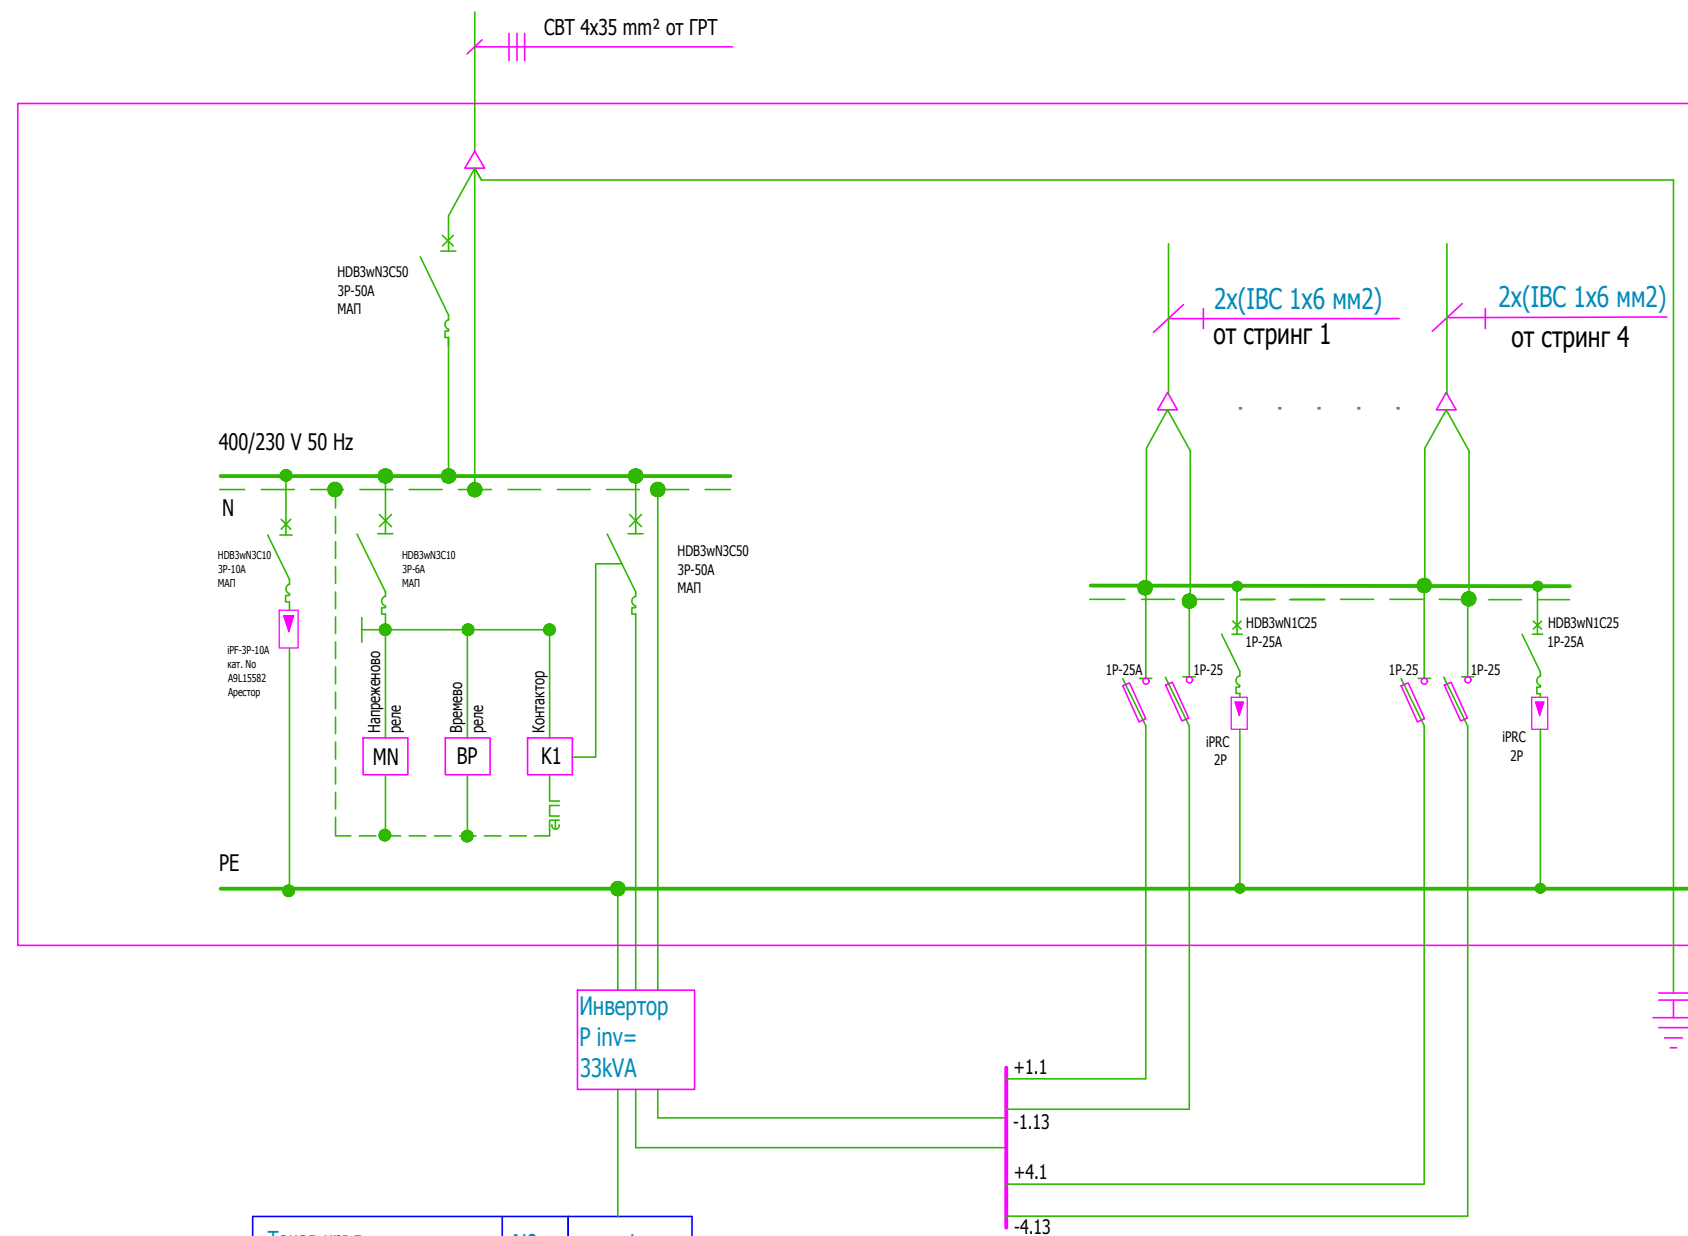 СВТ 4x35 mm² от ГРТ
HDB3wN3C50
3P-50A
МАП
2x(IBC 1x6 мм2)
от стринг 1
2x(IBC 1x6 мм2)
от стринг 4
400/230 V 50 Hz
N
HDB3wN3C10
3P-10A
МАП
HDB3wN3C10
3P-6A
МАП
HDB3wN3C50
3P-50A
МАП
iPF-3P-10A
кат. No
A9L15582
Арестор
Напреженово
реле
Времево
реле
Контактор
MN
ВР
K1
HDB3wN1C25
1P-25A
HDB3wN1C25
1P-25A
1P-25A
1P-25
1P-25
1P-25
iPRC
2P
iPRC
2P
PE
Инвертор
P inv=
33kVA
+1.1
-1.13
+4.1
-4.13